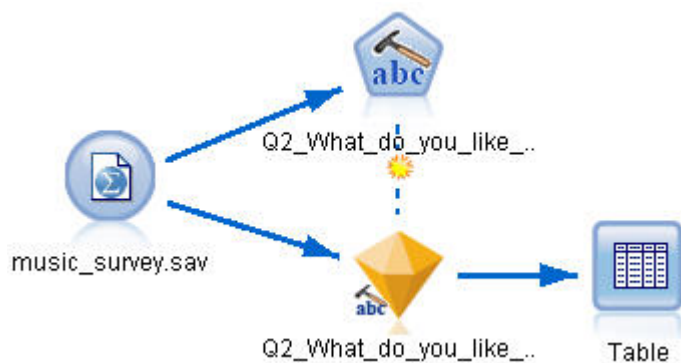 abc
Q2_What_do_you_like_..
Σ
music_survey.sav
abc
Q2_What_do_you_like_..
Table